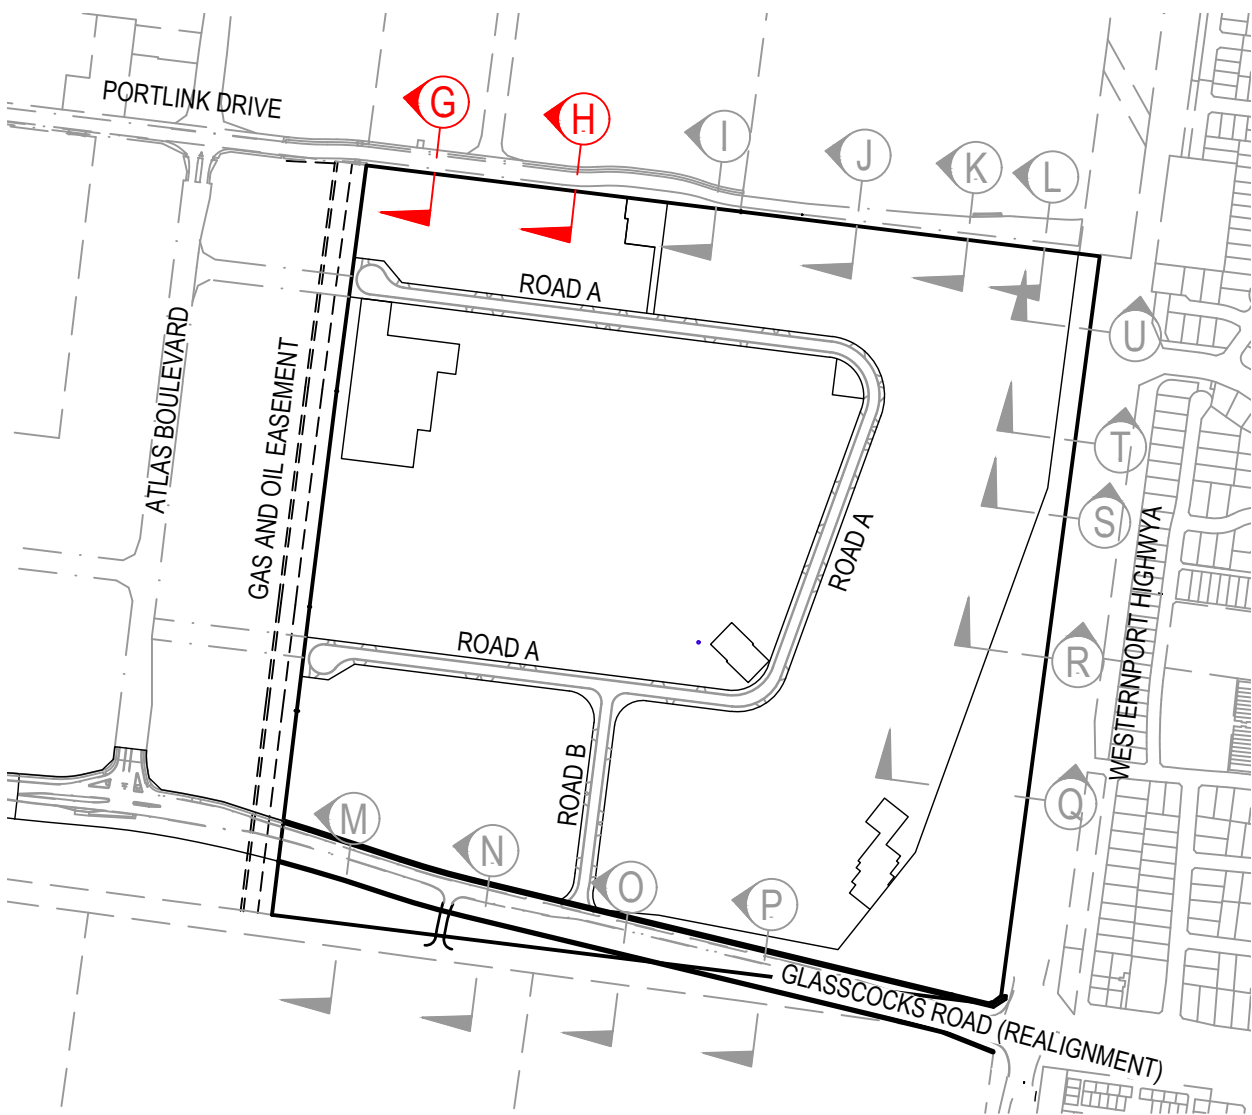 PORTLINK DRIVE
G
H
I
J
K
L
ROAD A
U
ATLAS BOULEVARD
GAS AND OIL EASEMENT
T
S
ROAD A
WESTERNPORT HIGHWYA
ROAD A
R
ROAD B
Q
M
N
O
P
GLASSCOCKS ROAD (REALIGNMENT)